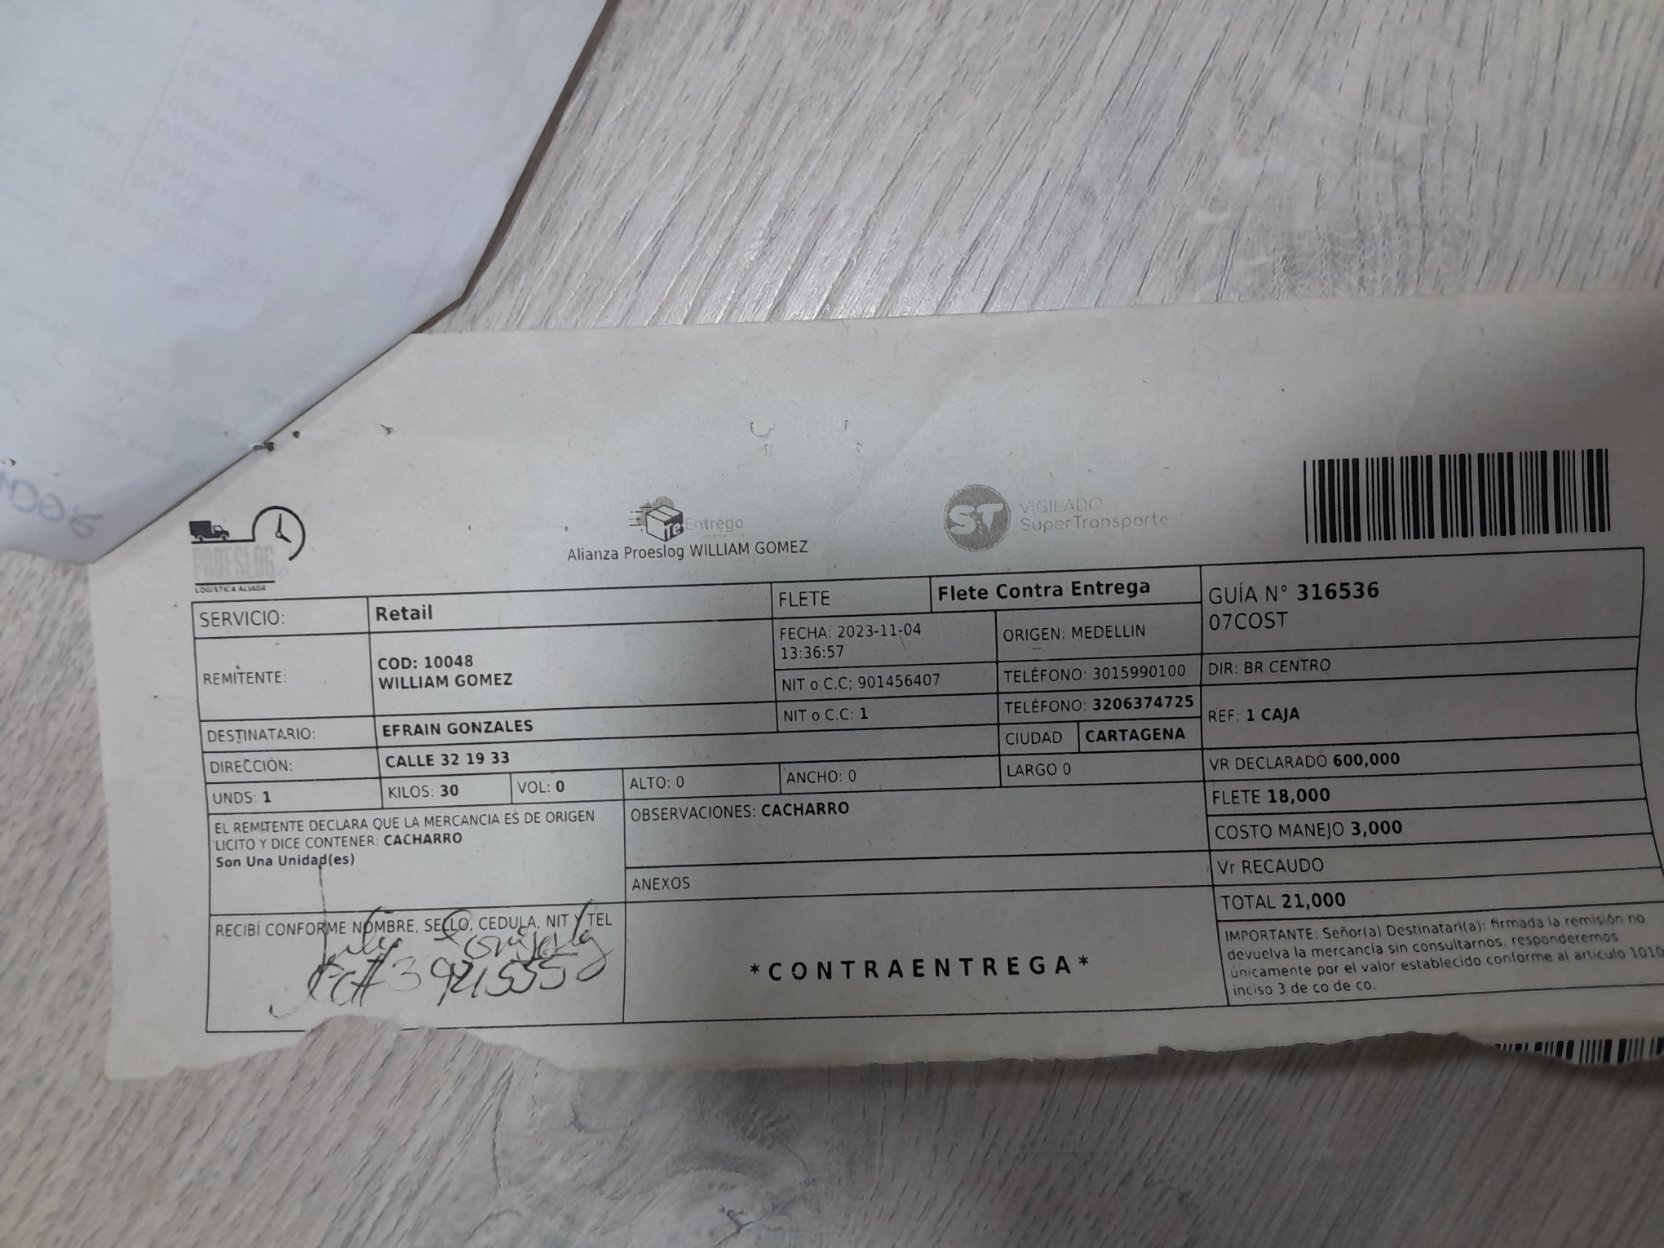 PROESLOG
LOGISTICA ALIADA
Te Entrego
Alianza Proeslog WILLIAM GOMEZ
ST VIGILADO
SuperTransporte
SERVICIO: Retail
FLETE Flete Contra Entrega
GUÍA N° 316536
07COST
REMITENTE: COD: 10048
WILLIAM GOMEZ
FECHA: 2023-11-04
13:36:57
ORIGEN: MEDELLIN
NIT o C.C; 901456407
TELÉFONO: 3015990100
DIR: BR CENTRO
DESTINATARIO: EFRAIN GONZALES
NIT o C.C: 1
TELÉFONO: 3206374725
REF: 1 CAJA
DIRECCIÓN: CALLE 32 19 33
CIUDAD CARTAGENA
UNDS: 1 KILOS: 30 VOL: 0 ALTO: 0 ANCHO: 0 LARGO 0
VR DECLARADO 600,000
EL REMITENTE DECLARA QUE LA MERCANCIA ES DE ORIGEN
LICITO Y DICE CONTENER: CACHARRO
Son Una Unidad(es)
OBSERVACIONES: CACHARRO
ANEXOS
FLETE 18,000
COSTO MANEJO 3,000
Vr RECAUDO
TOTAL 21,000
RECIBÍ CONFORME NOMBRE, SELLO, CEDULA, NIT Y TEL
*CONTRAENTREGA*
IMPORTANTE: Señor(a) Destinatari(a): firmada la remisión no
devuelva la mercancía sin consultarnos, responderemos
únicamente por el valor establecido conforme al articulo 1010
inciso 3 de co de co.